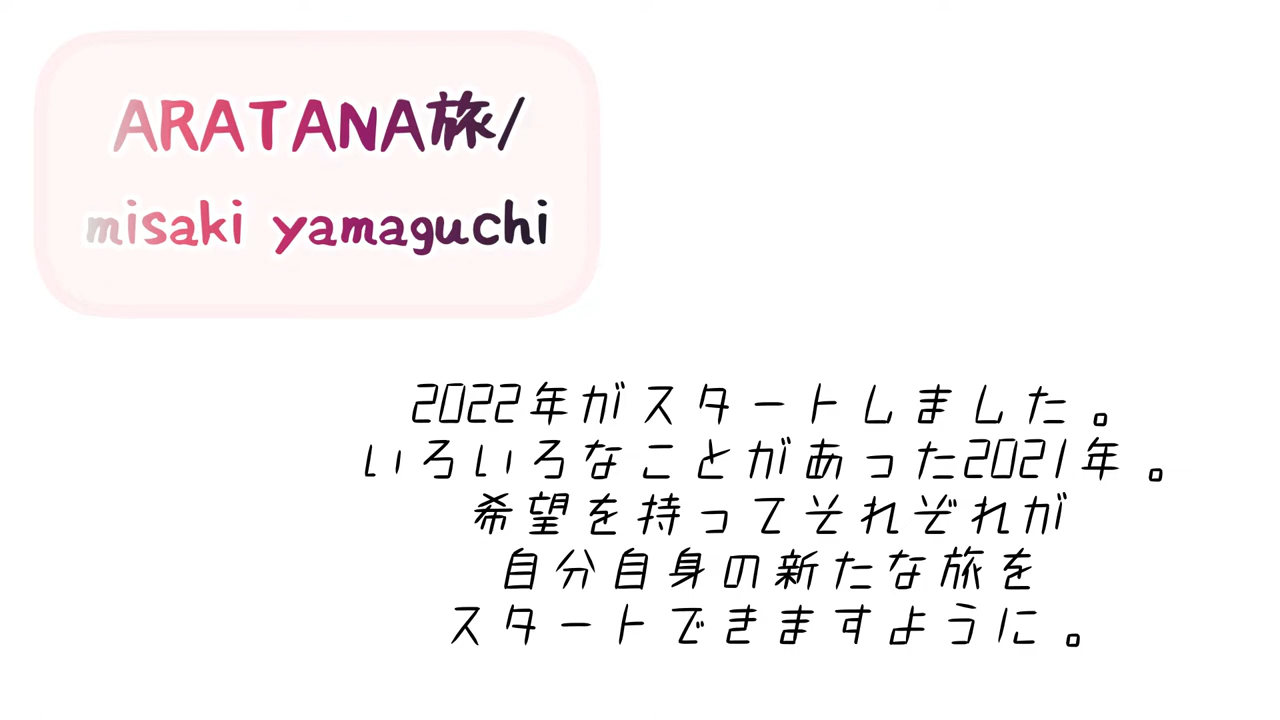 ARATANA旅/
misaki yamaguchi
2022年がスタートしました。
いろいろなことがあった2021年。
希望を持ってそれぞれが
自分自身の新たな旅を
スタートできますように。